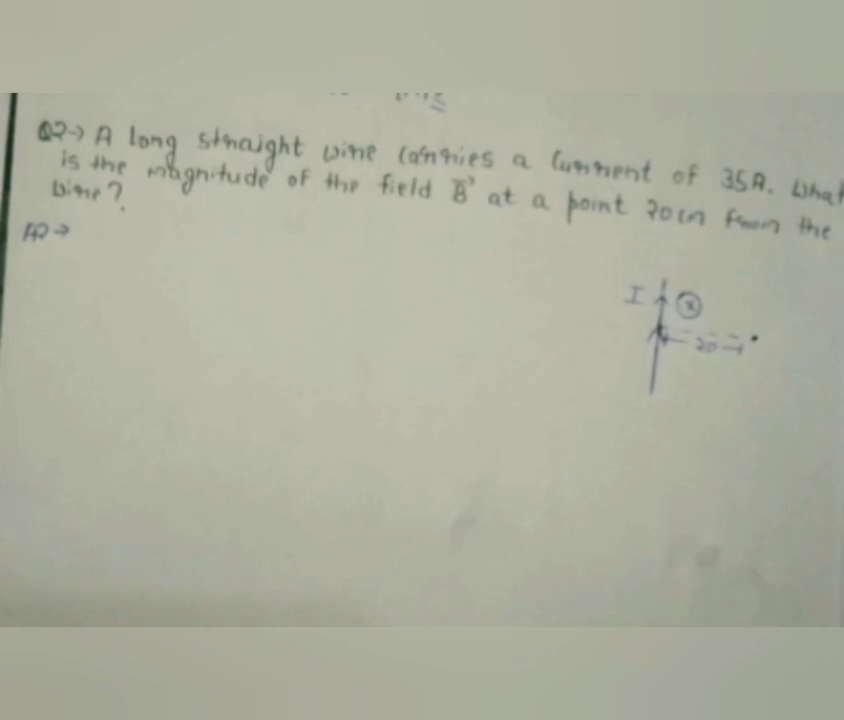 Q2→ A long straight wire carries a current of 35A. What
is the magnitude of the field B⃗ at a point 20cm from the
wire?
A2→
I ⊗
20